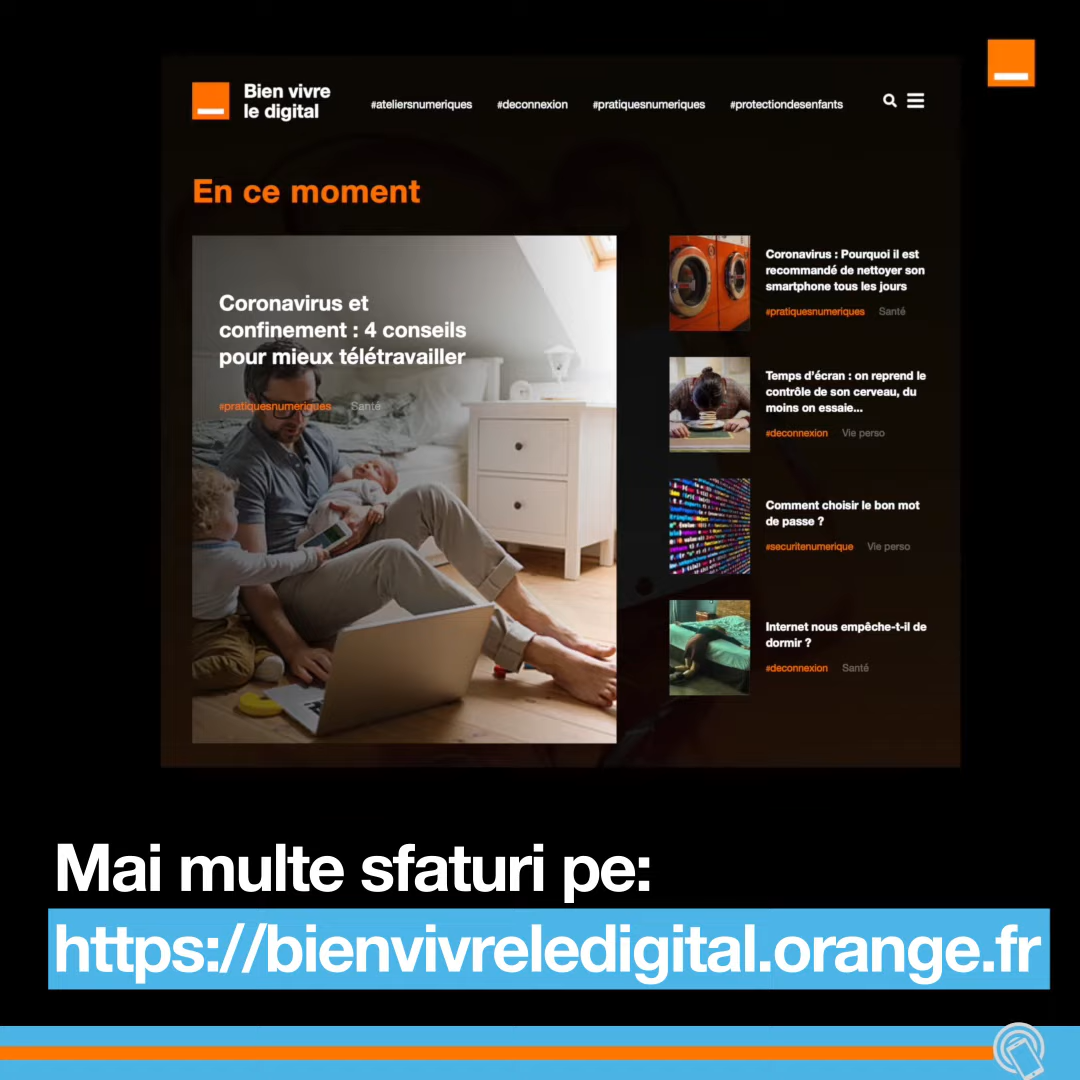 Bien vivre
le digital
#ateliersnumeriques #deconnexion #pratiquesnumeriques #protectiondesenfants
En ce moment
Coronavirus et
confinement : 4 conseils
pour mieux télétravailler
#pratiquesnumeriques Santé
Coronavirus : Pourquoi il est
recommandé de nettoyer son
smartphone tous les jours
#pratiquesnumeriques Santé
Temps d'écran : on reprend le
contrôle de son cerveau, du
moins on essaie...
#deconnexion Vie perso
Comment choisir le bon mot
de passe ?
#securitenumerique Vie perso
Internet nous empêche-t-il de
dormir ?
#deconnexion Santé
Mai multe sfaturi pe:
https://bienvivreledigital.orange.fr